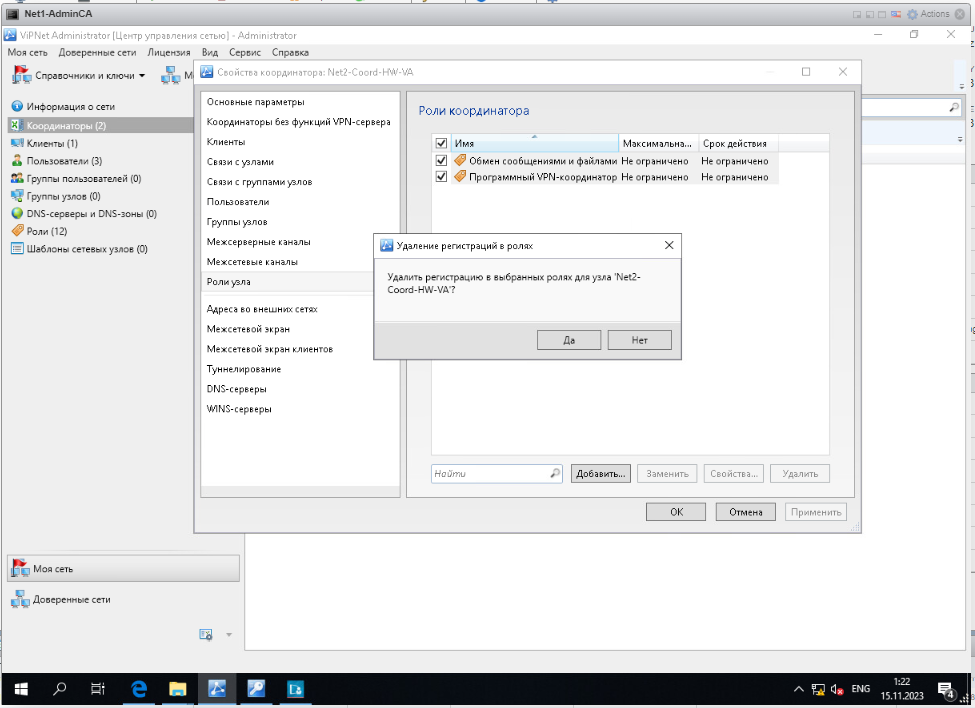 Net1-AdminCA
Actions
ViPNet Administrator [Центр управления сетью] - Administrator
Моя сеть Доверенные сети Лицензия Вид Сервис Справка
Справочники и ключи
Информация о сети
Координаторы (2)
Клиенты (1)
Пользователи (3)
Группы пользователей (0)
Группы узлов (0)
DNS-серверы и DNS-зоны (0)
Роли (12)
Шаблоны сетевых узлов (0)
Моя сеть
Доверенные сети
Свойства координатора: Net2-Coord-HW-VA
Основные параметры
Координаторы без функций VPN-сервера
Клиенты
Связи с узлами
Связи с группами узлов
Пользователи
Группы узлов
Межсерверные каналы
Межсетевые каналы
Роли узла
Адреса во внешних сетях
Межсетевой экран
Межсетевой экран клиентов
Туннелирование
DNS-серверы
WINS-серверы
Роли координатора
Имя Максимальна... Срок действия
Обмен сообщениями и файлами Не ограничено Не ограничено
Программный VPN-координатор Не ограничено Не ограничено
Удаление регистраций в ролях
Удалить регистрацию в выбранных ролях для узла 'Net2-
Coord-HW-VA'?
Да Нет
Найти Добавить... Заменить Свойства... Удалить
OK Отмена Применить
ENG
1:22
15.11.2023
4